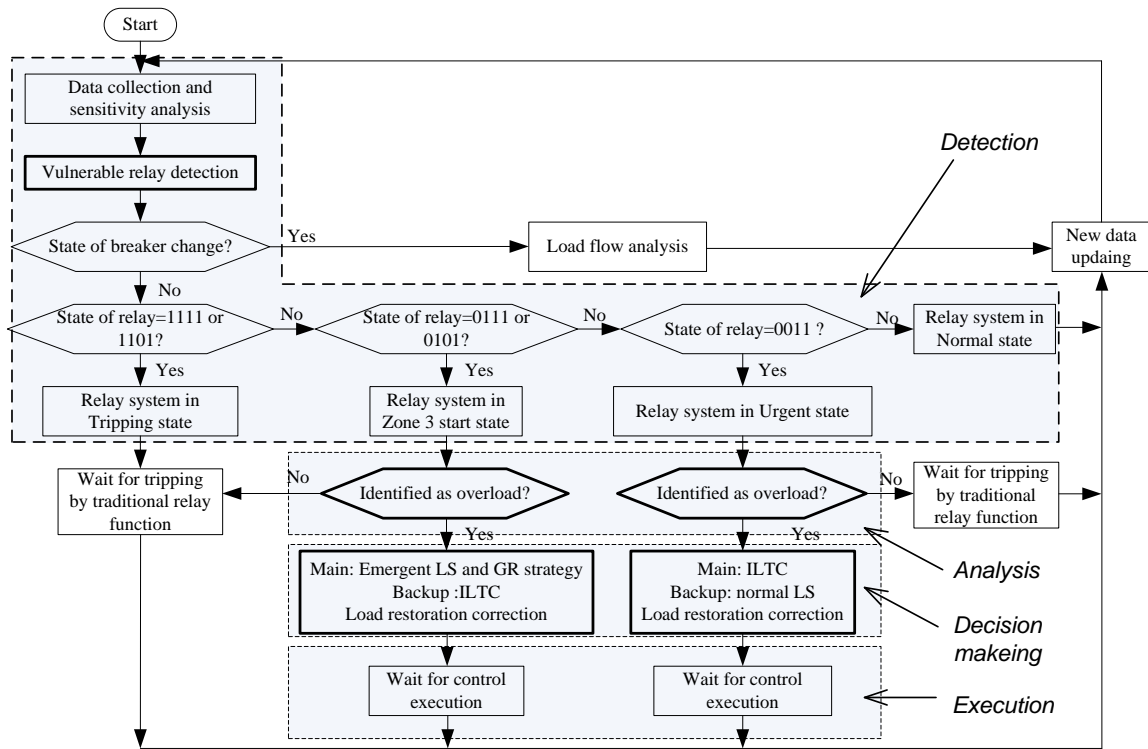 Start
Data collection and
sensitivity analysis
Vulnerable relay detection
Detection
State of breaker change?
Yes
Load flow analysis
New data
updaing
No
State of relay=1111 or
1101?
No
State of relay=0111 or
0101?
No
State of relay=0011 ?
No
Relay system in
Normal state
Yes
Yes
Yes
Relay system in
Tripping state
Relay system in
Zone 3 start state
Relay system in Urgent state
Wait for tripping
by traditional relay
function
No
Identified as overload?
Identified as overload?
No
Wait for tripping
by traditional
relay function
Yes
Yes
Analysis
Main: Emergent LS and GR strategy
Backup :ILTC
Load restoration correction
Main: ILTC
Backup: normal LS
Load restoration correction
Decision
makeing
Wait for control
execution
Wait for control
execution
Execution